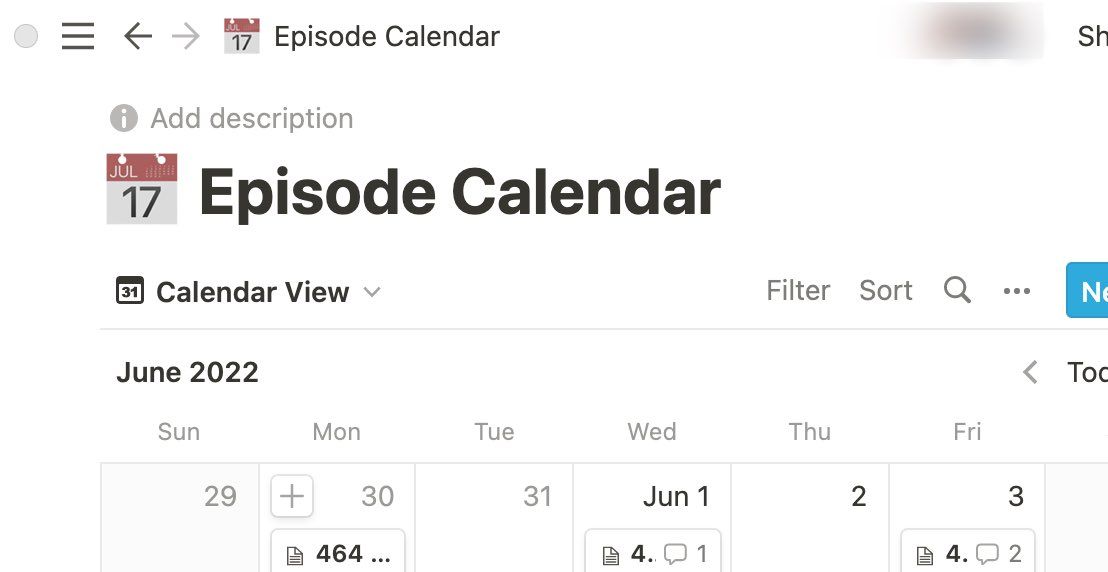 JUL 17 Episode Calendar Sh
Add description
JUL 17 Episode Calendar
31 Calendar View Filter Sort ... Ne
June 2022 Tod
Sun Mon Tue Wed Thu Fri
29 30 31 Jun 1 2 3
464 ... 4. 1 4. 2